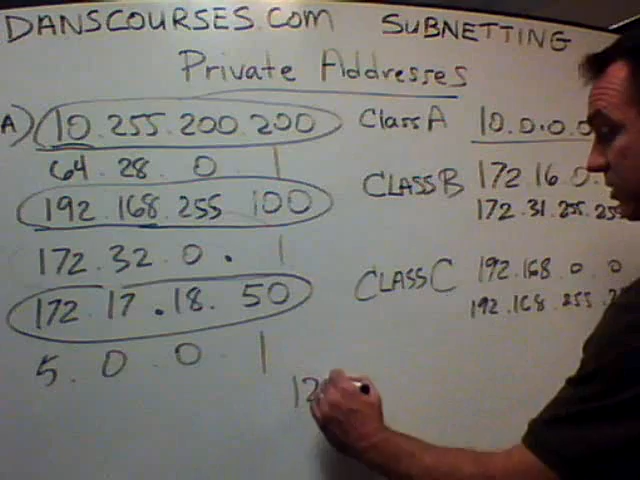 DANSCOURSES.COM SUBNETTING
Private Addresses
A) 10.255.200.200
64.28.0.1
192.168.255.100
172.32.0.1
172.17.18.50
5.0.0.1
Class A 10.0.0.0
CLASS B 172.16.0.
172.31.255.255
CLASS C 192.168.0.0
192.168.255.2
12